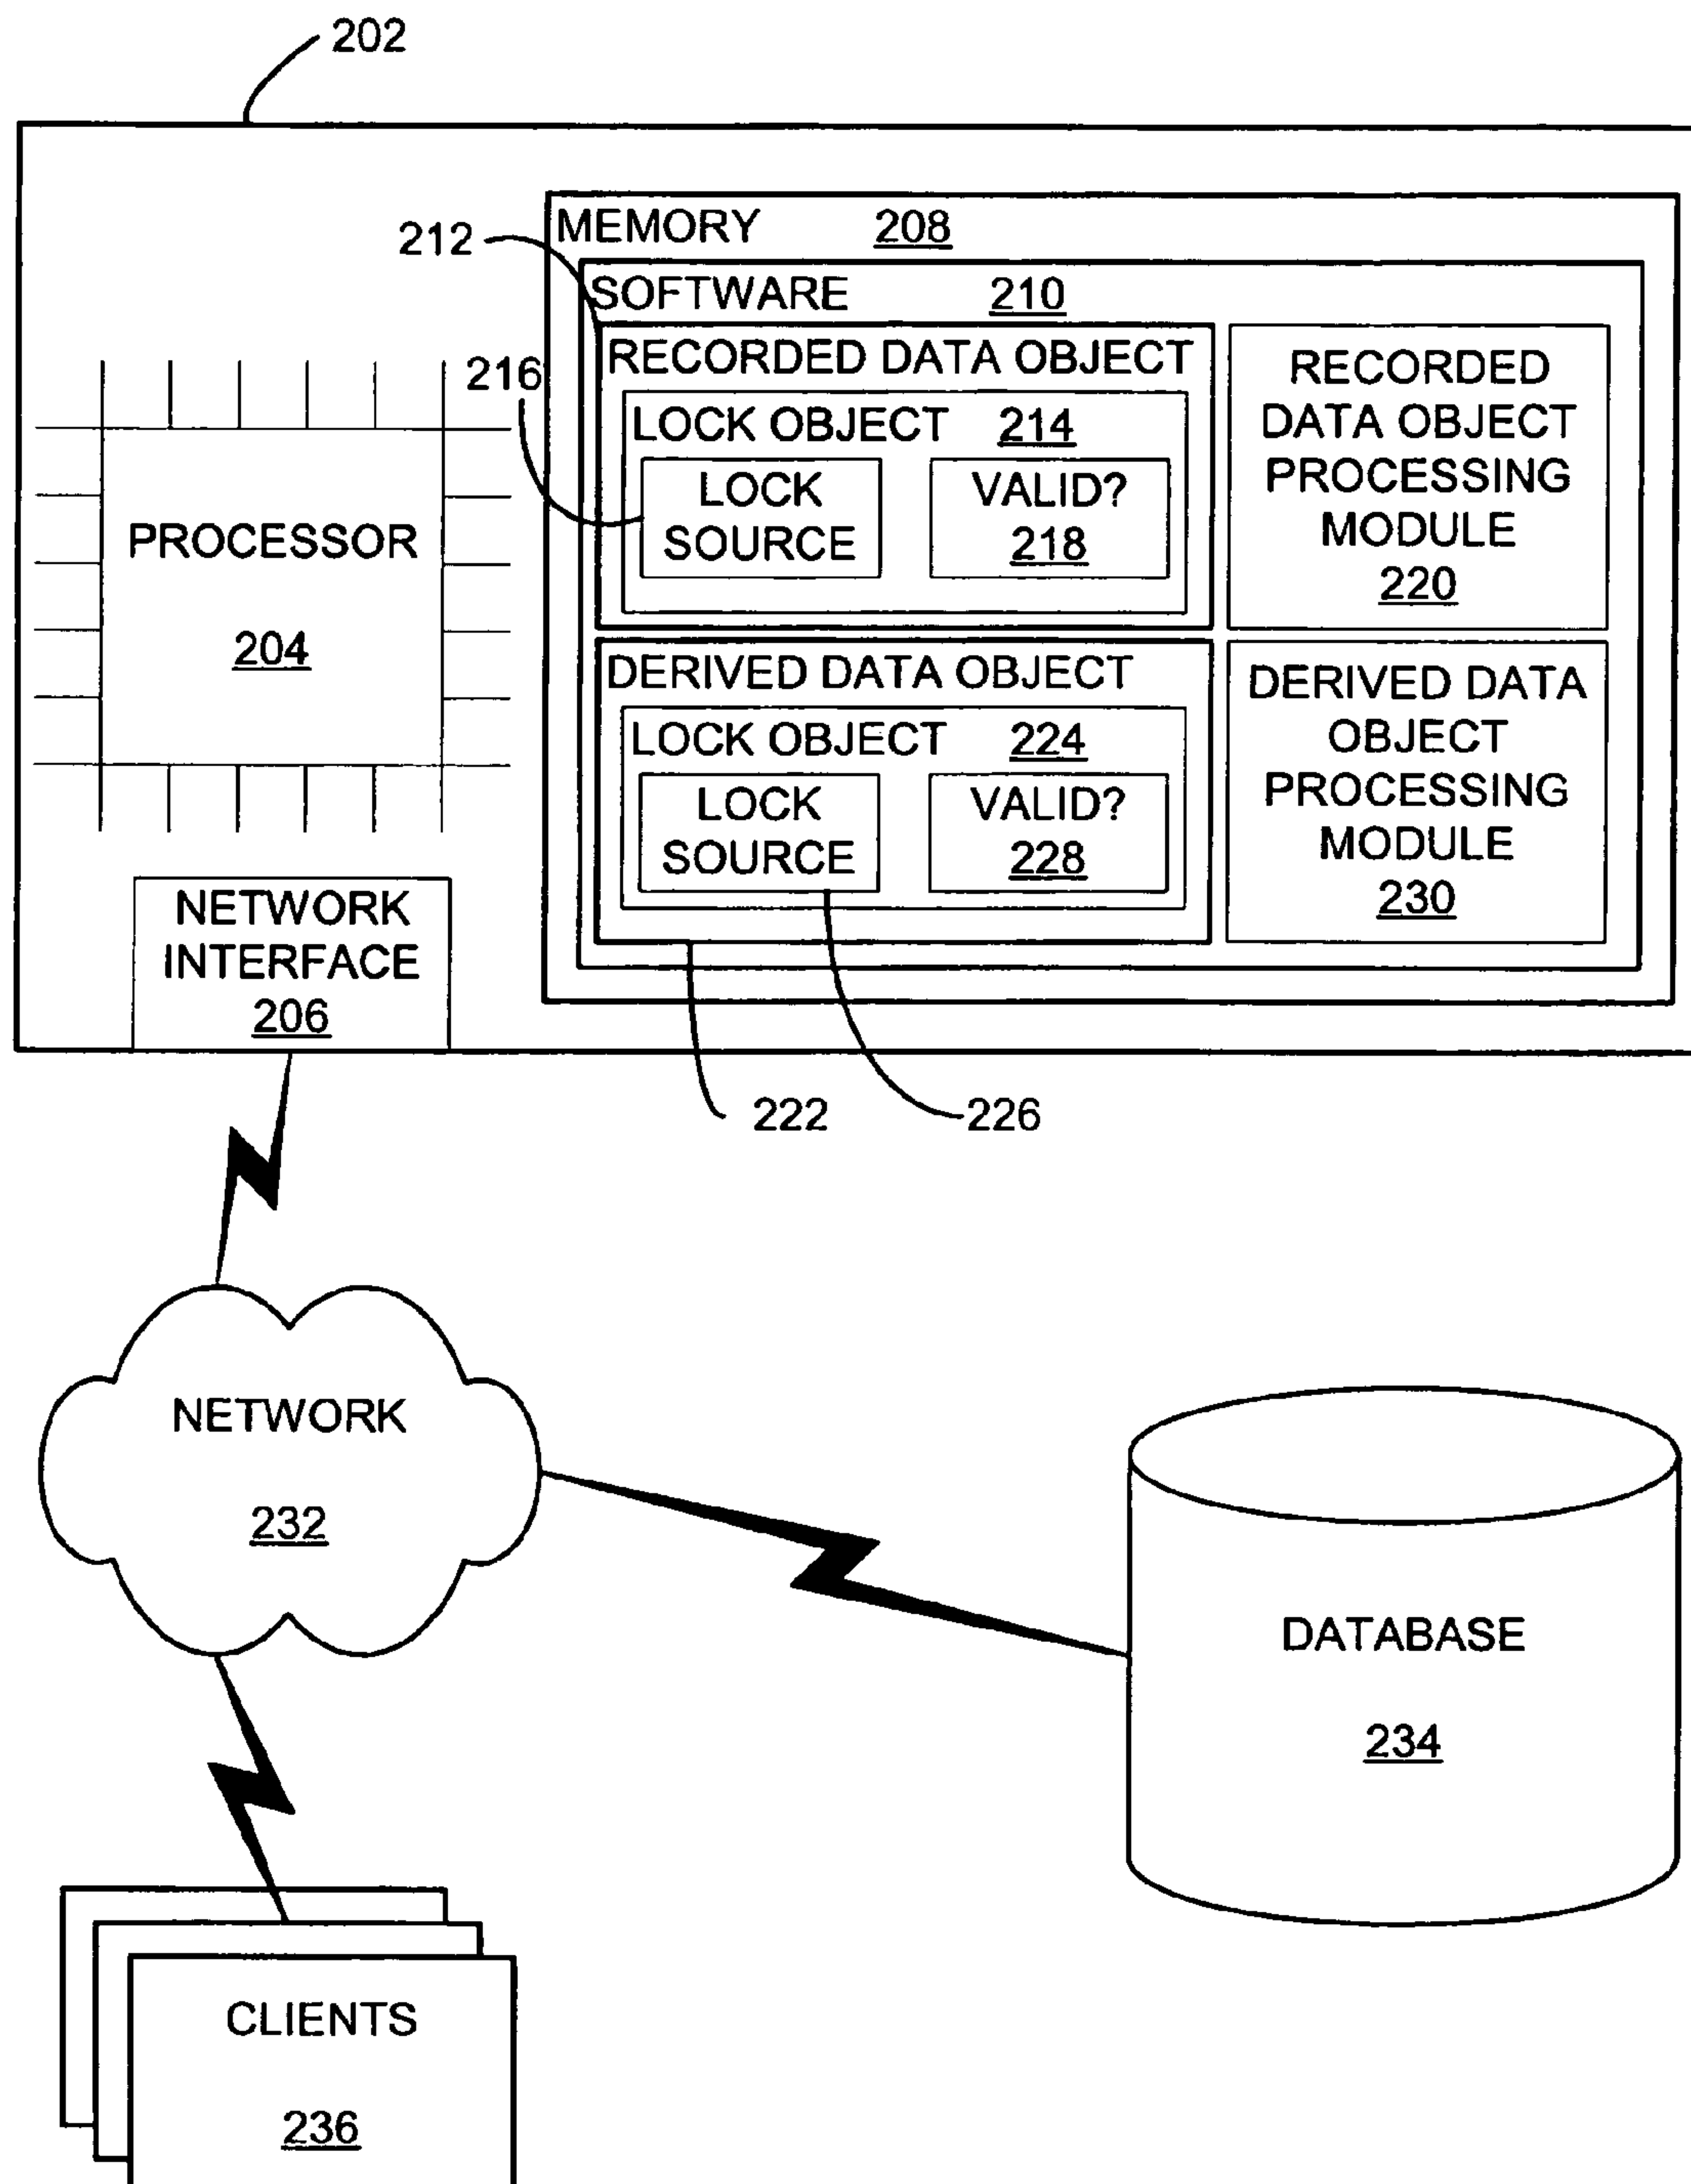 202
MEMORY 208
212
SOFTWARE 210
RECORDED DATA OBJECT
216
LOCK OBJECT 214
LOCK
SOURCE
VALID?
218
RECORDED
DATA OBJECT
PROCESSING
MODULE
220
PROCESSOR
204
DERIVED DATA OBJECT
LOCK OBJECT 224
LOCK
SOURCE
VALID?
228
DERIVED DATA
OBJECT
PROCESSING
MODULE
230
NETWORK
INTERFACE
206
222
226
NETWORK
232
DATABASE
234
CLIENTS
236